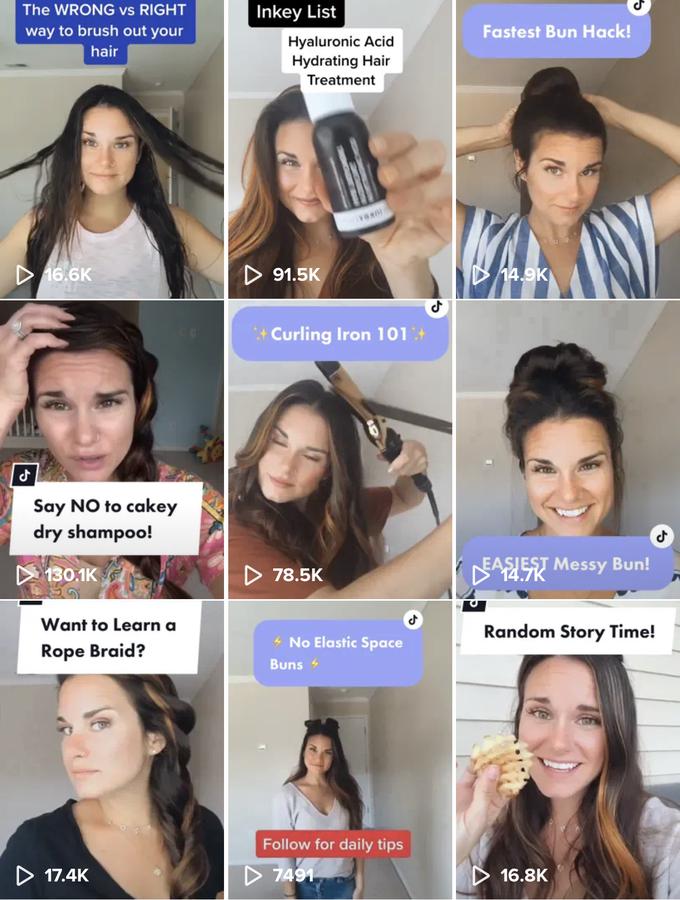 The WRONG vs RIGHT
way to brush out your
hair
16.6K
Inkey List
Hyaluronic Acid
Hydrating Hair
Treatment
91.5K
Fastest Bun Hack!
14.9K
Say NO to cakey
dry shampoo!
130.1K
✨Curling Iron 101✨
78.5K
EASIEST Messy Bun!
14.7K
Want to Learn a
Rope Braid?
17.4K
⚡ No Elastic Space
Buns ⚡
Follow for daily tips
7491
Random Story Time!
16.8K